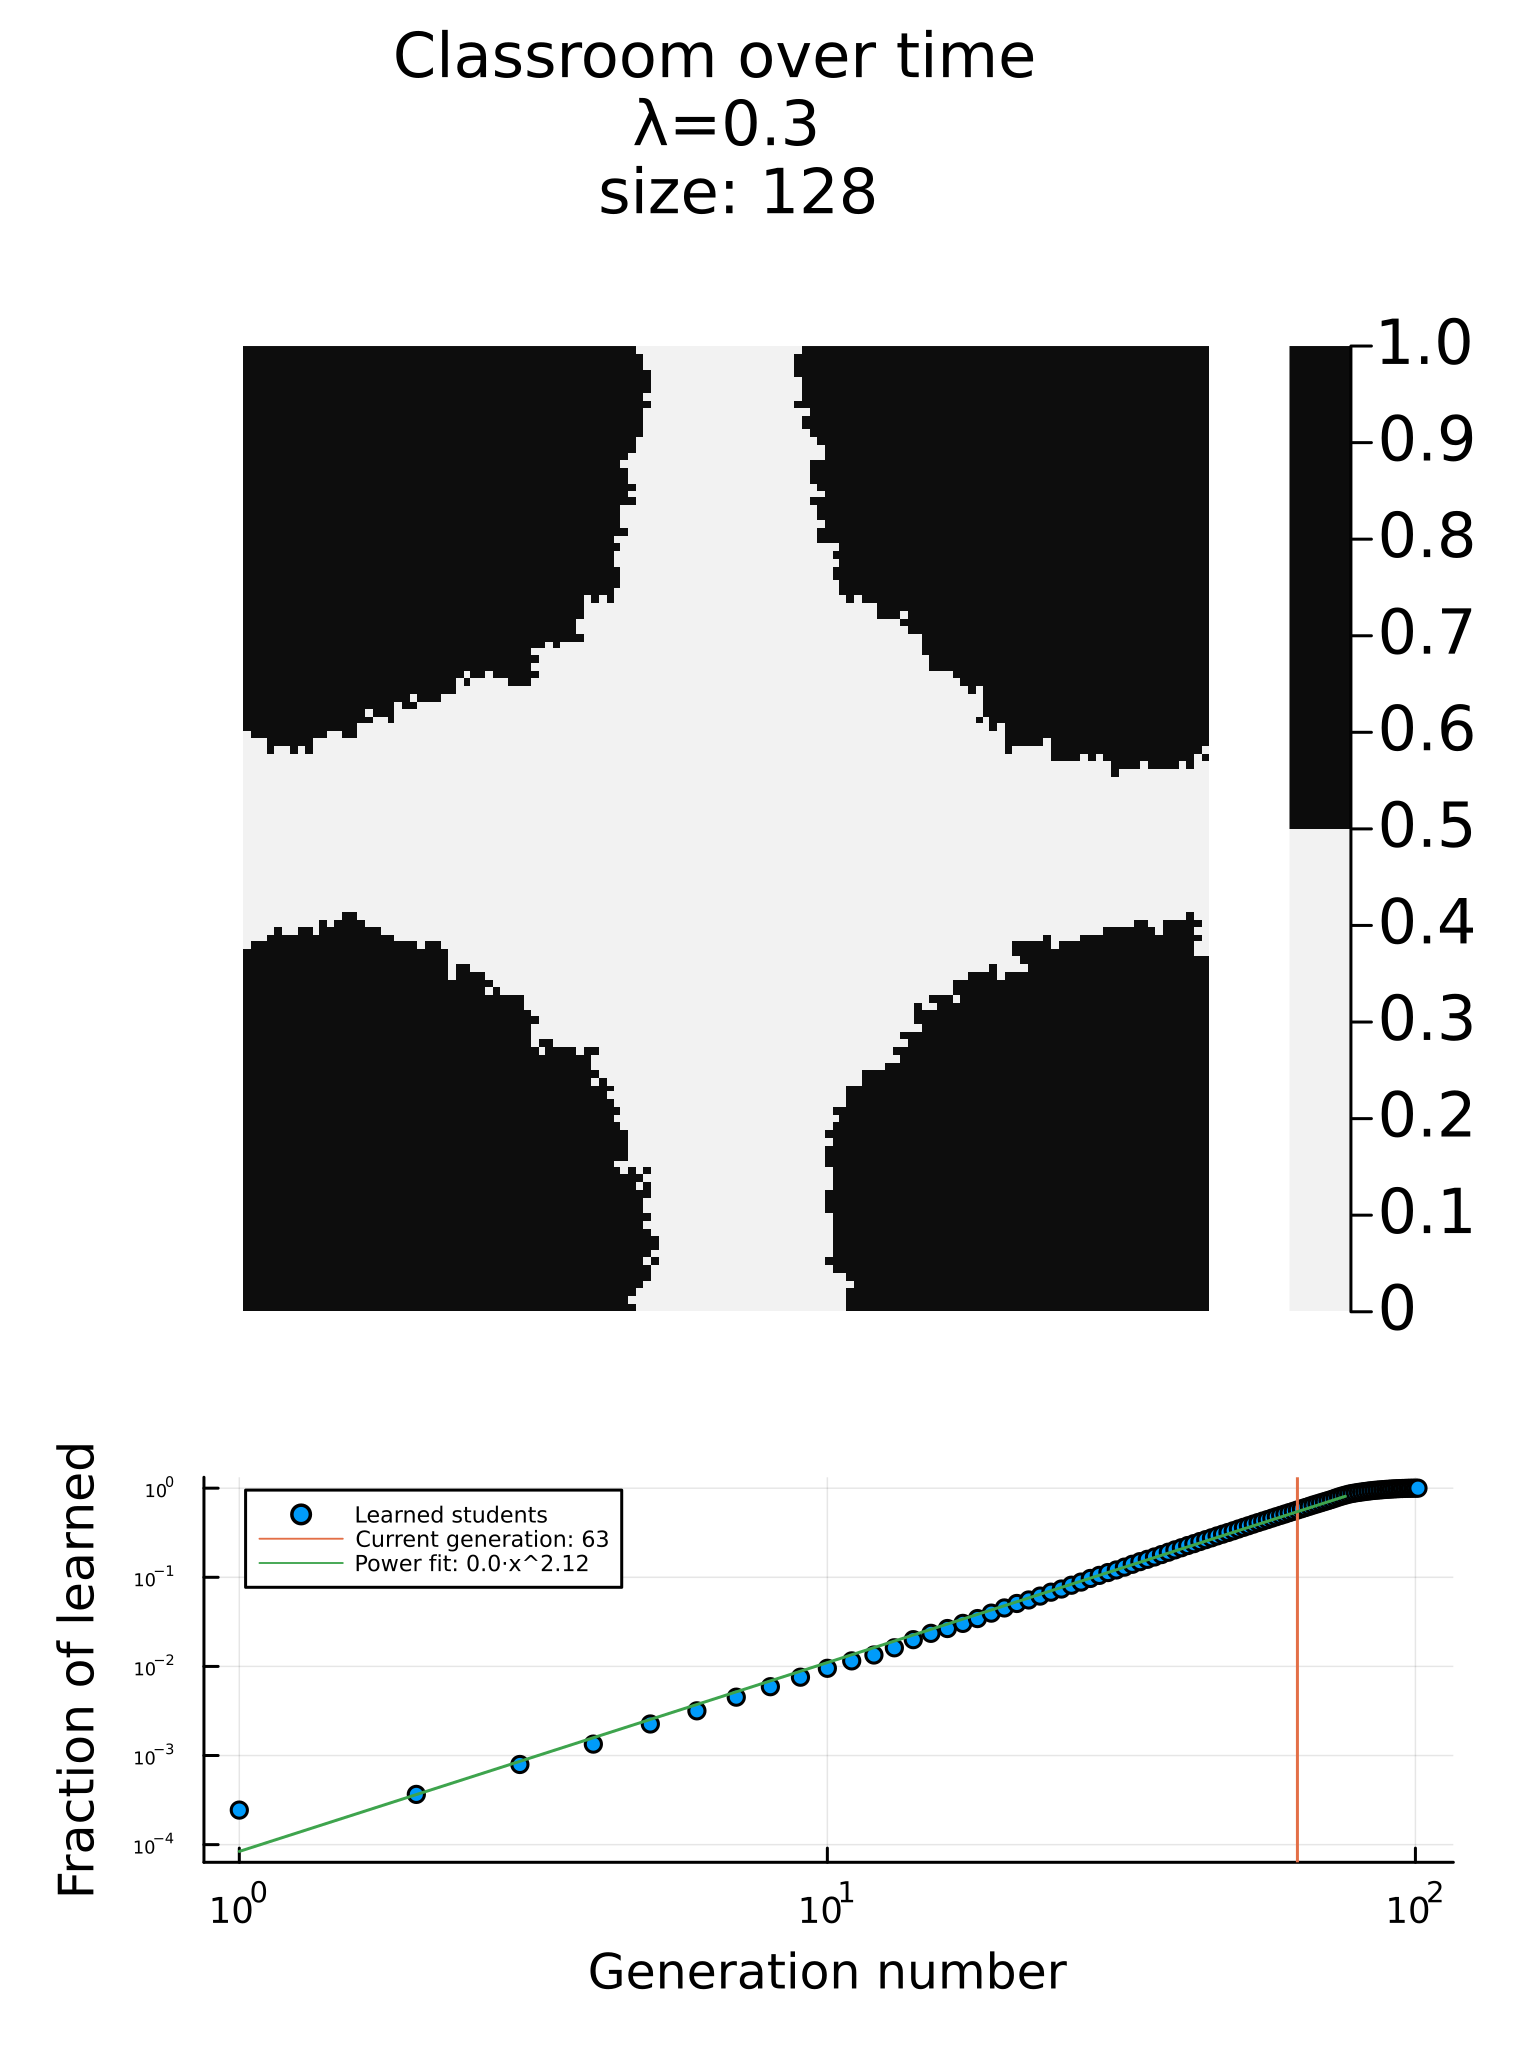 Classroom over time
λ=0.3
size: 128
1.0
0.9
0.8
0.7
0.6
0.5
0.4
0.3
0.2
0.1
0
Fraction of learned
10^0
10^-1
10^-2
10^-3
10^-4
Learned students
Current generation: 63
Power fit: 0.0·x^2.12
10^0 10^1 10^2
Generation number